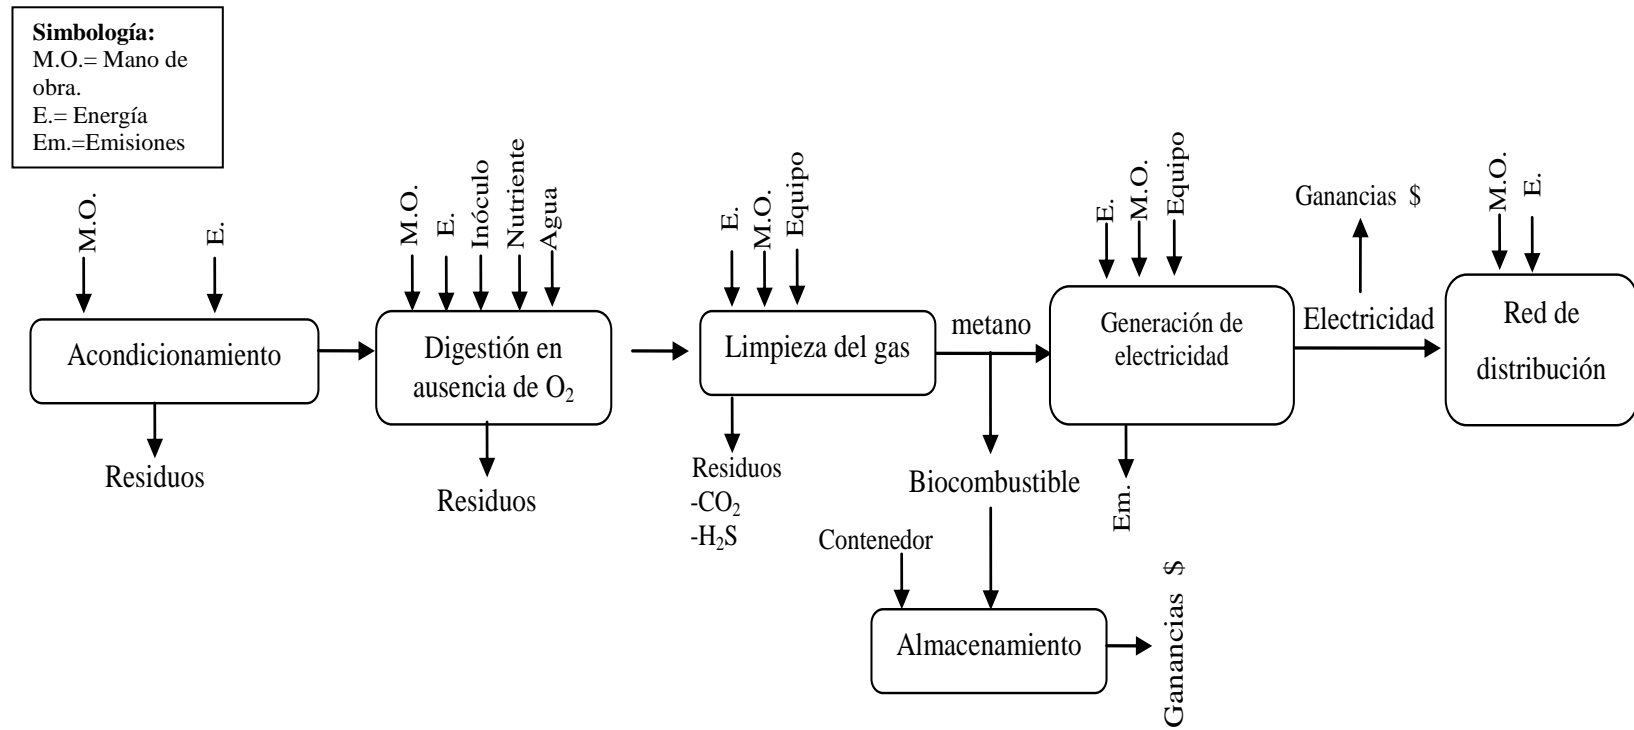 Simbología:
M.O.= Mano de
obra.
E.= Energía
Em.=Emisiones
M.O.
E.
Acondicionamiento
Residuos
M.O.
E.
Inóculo
Nutriente
Agua
Digestión en
ausencia de O₂
Residuos
E.
M.O.
Equipo
Limpieza del gas
Residuos
-CO₂
-H₂S
metano
Biocombustible
Contenedor
Almacenamiento
Ganancias $
E.
M.O.
Equipo
Generación de
electricidad
Em.
Ganancias $
Electricidad
M.O.
E.
Red de
distribución